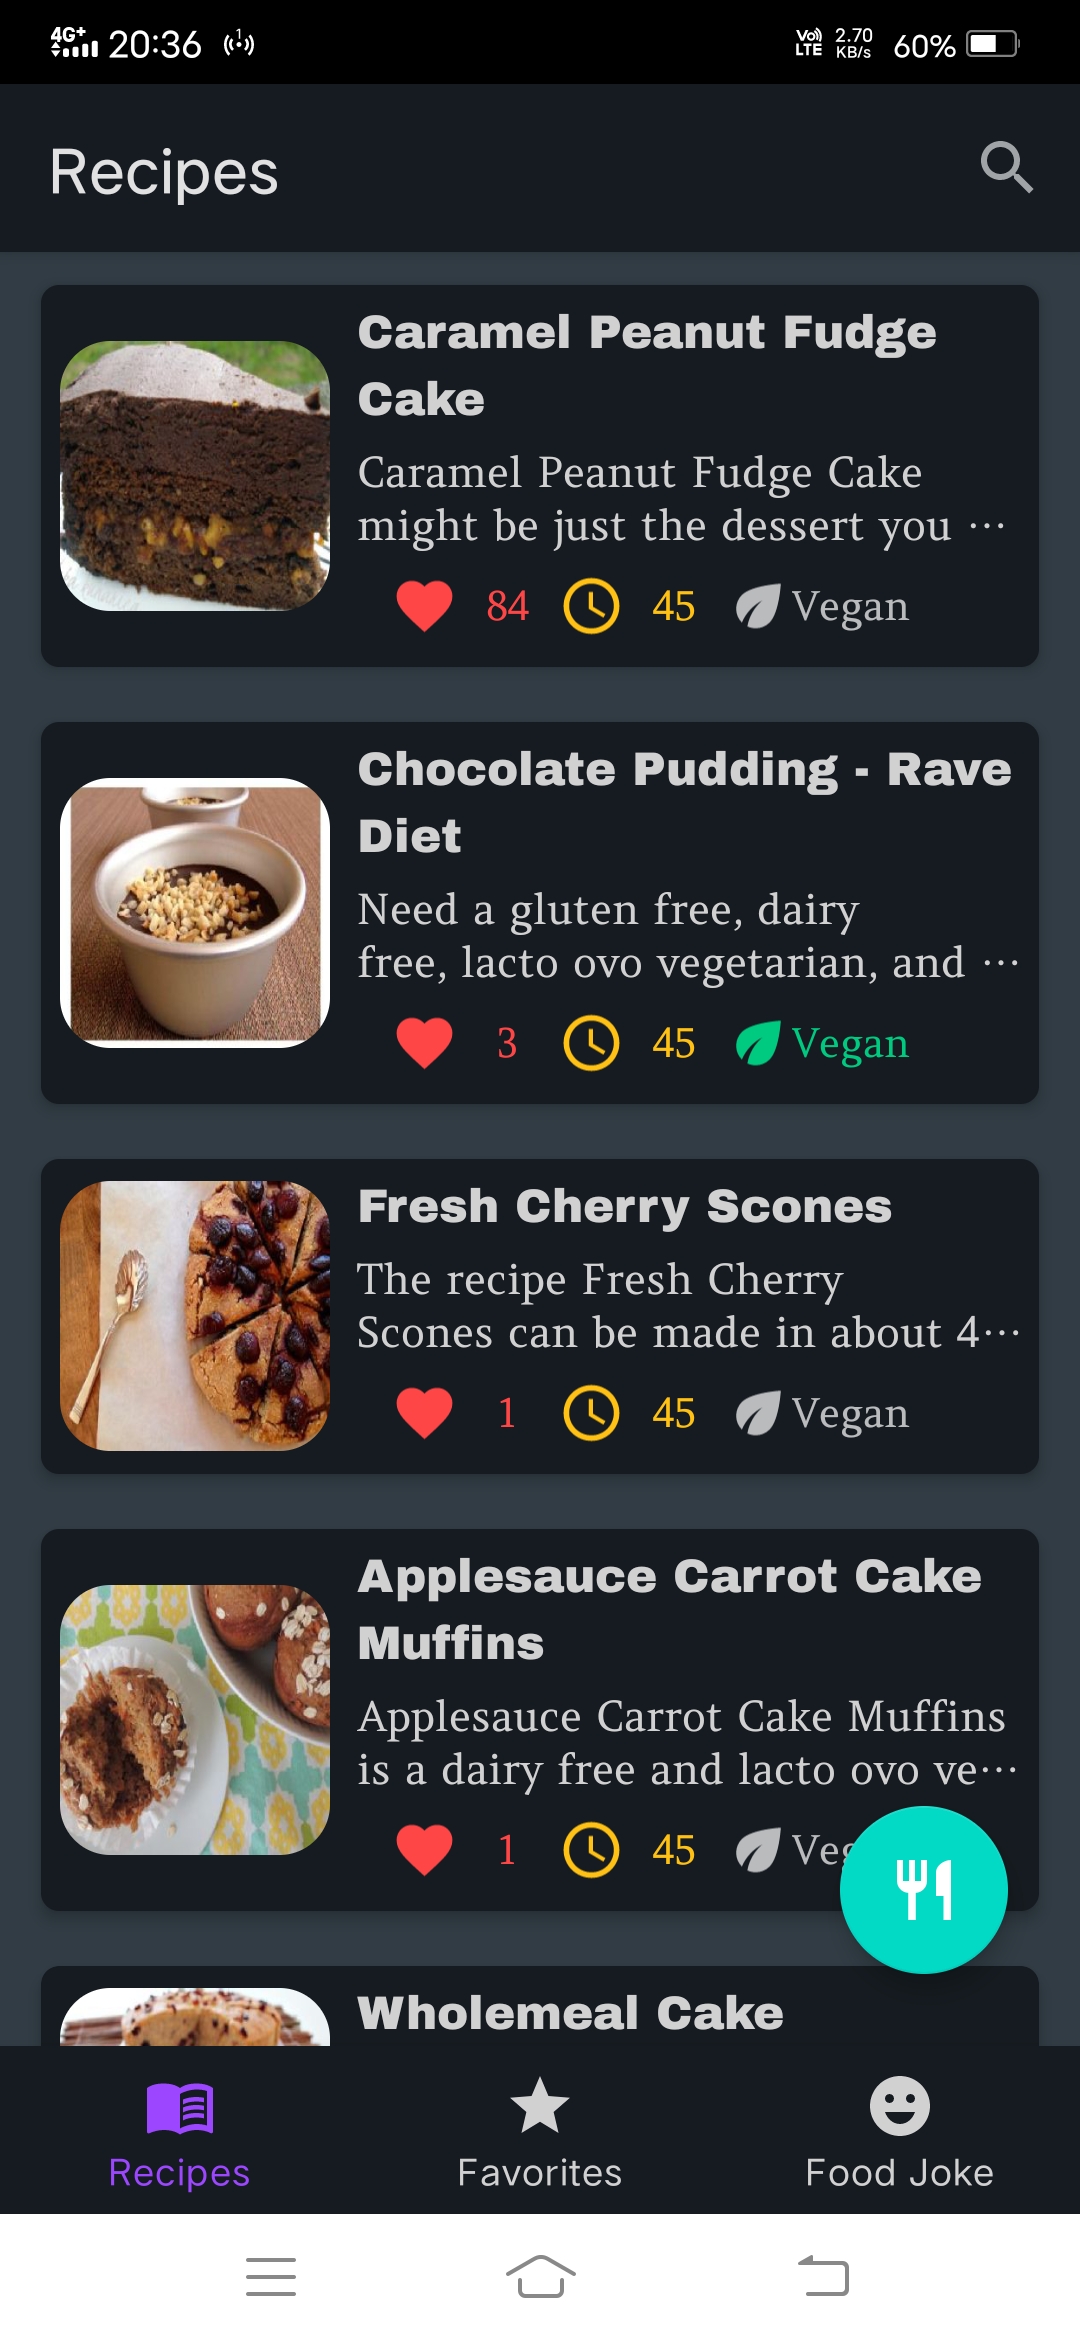 4G+ 20:36 1 Vo) LTE 2.70 KB/s 60%
Recipes
Caramel Peanut Fudge
Cake
Caramel Peanut Fudge Cake
might be just the dessert you ...
84 45 Vegan
Chocolate Pudding - Rave
Diet
Need a gluten free, dairy
free, lacto ovo vegetarian, and ...
3 45 Vegan
Fresh Cherry Scones
The recipe Fresh Cherry
Scones can be made in about 4...
1 45 Vegan
Applesauce Carrot Cake
Muffins
Applesauce Carrot Cake Muffins
is a dairy free and lacto ovo ve...
1 45
Wholemeal Cake
Recipes Favorites Food Joke